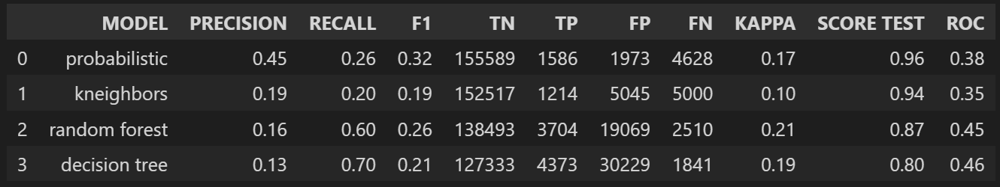 MODEL PRECISION RECALL F1 TN TP FP FN KAPPA SCORE TEST ROC
0 probabilistic 0.45 0.26 0.32 155589 1586 1973 4628 0.17 0.96 0.38
1 kneighbors 0.19 0.20 0.19 152517 1214 5045 5000 0.10 0.94 0.35
2 random forest 0.16 0.60 0.26 138493 3704 19069 2510 0.21 0.87 0.45
3 decision tree 0.13 0.70 0.21 127333 4373 30229 1841 0.19 0.80 0.46